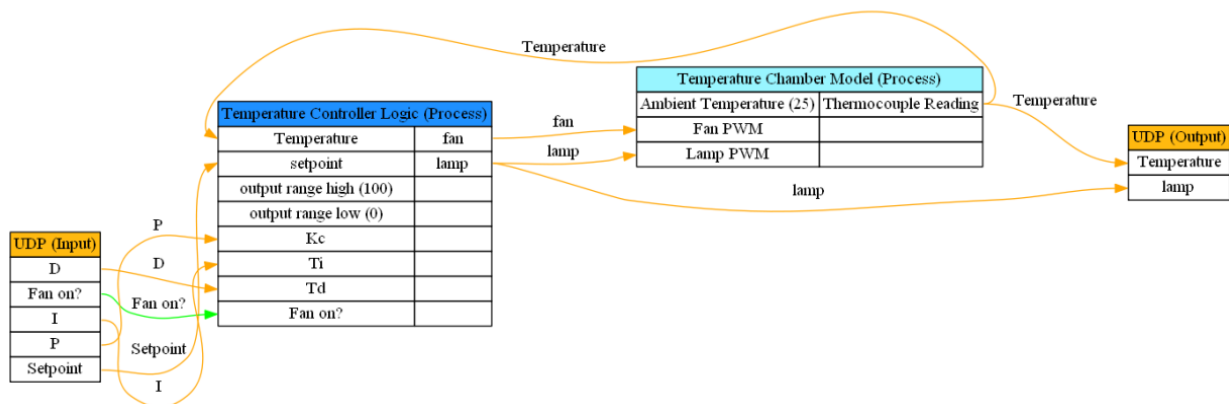 Temperature
Temperature Chamber Model (Process)
Ambient Temperature (25) Thermocouple Reading
Fan PWM
Lamp PWM
Temperature
Temperature Controller Logic (Process)
Temperature fan
setpoint lamp
output range high (100)
output range low (0)
Kc
Ti
Td
Fan on?
fan
lamp
lamp
UDP (Output)
Temperature
lamp
UDP (Input)
D
Fan on?
I
P
Setpoint
P
D
Fan on?
Setpoint
I